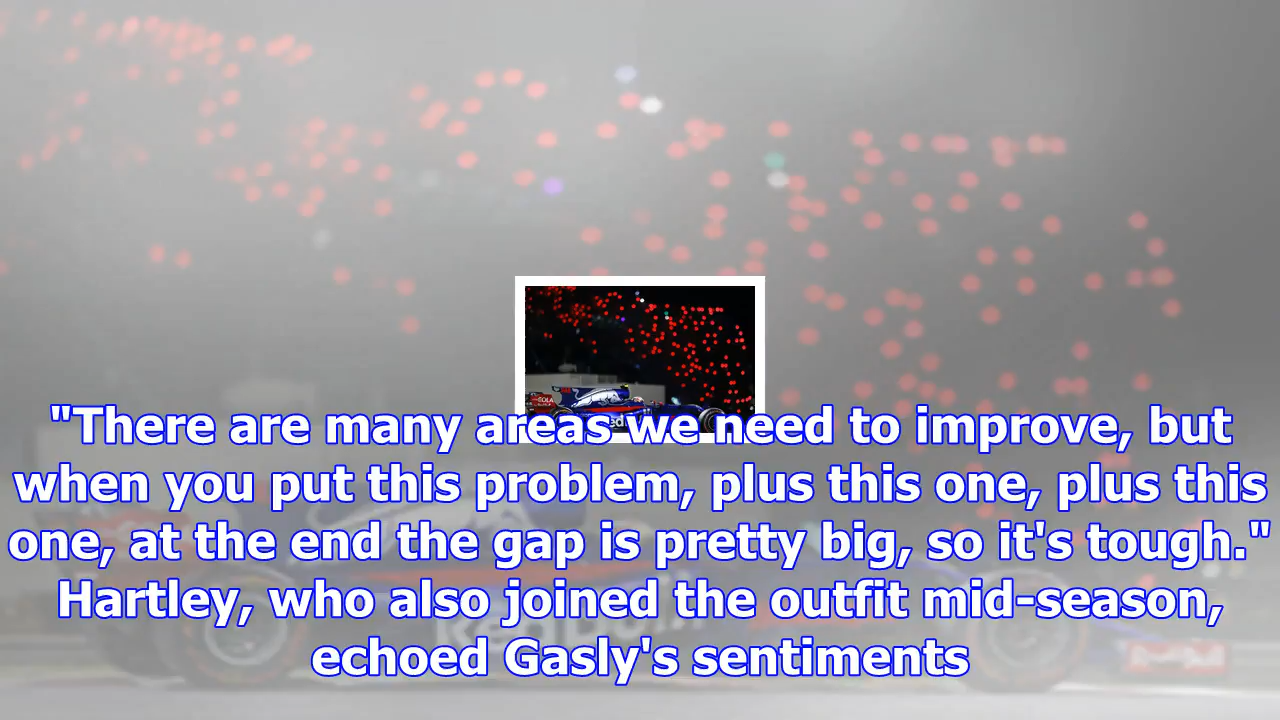 "There are many areas we need to improve, but
when you put this problem, plus this one, plus this
one, at the end the gap is pretty big, so it's tough."
Hartley, who also joined the outfit mid-season,
echoed Gasly's sentiments
Red Bull